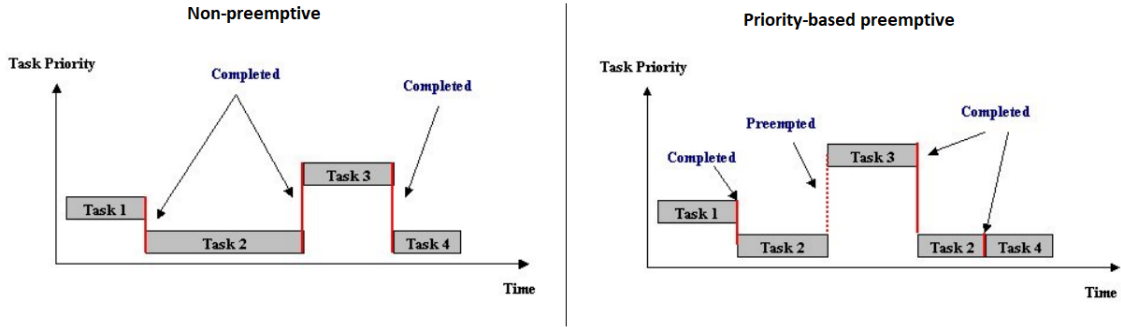 Non-preemptive
Task Priority
Completed
Completed
Task 3
Task 1
Task 2
Task 4
Time
Priority-based preemptive
Task Priority
Completed
Preempted
Completed
Task 3
Task 1
Task 2
Task 2
Task 4
Time